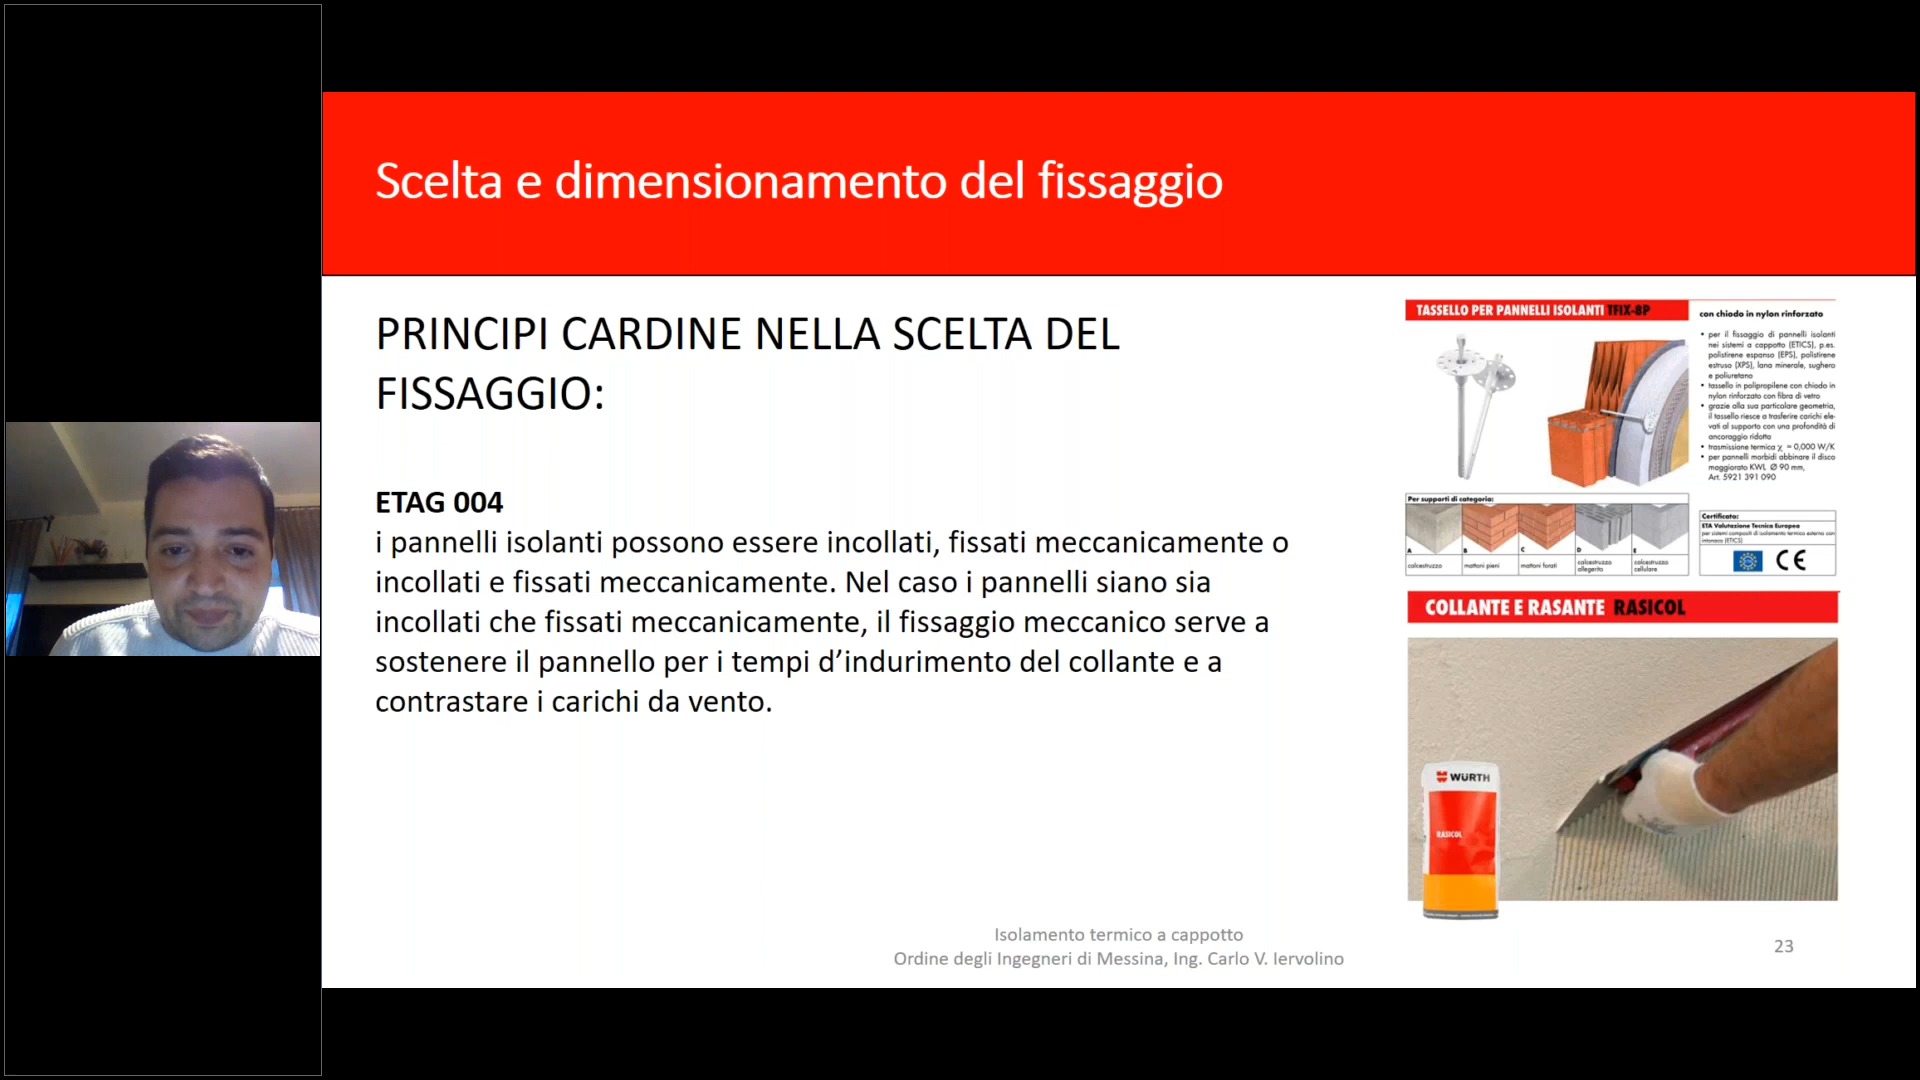 Scelta e dimensionamento del fissaggio
PRINCIPI CARDINE NELLA SCELTA DEL
FISSAGGIO:
ETAG 004
i pannelli isolanti possono essere incollati, fissati meccanicamente o
incollati e fissati meccanicamente. Nel caso i pannelli siano sia
incollati che fissati meccanicamente, il fissaggio meccanico serve a
sostenere il pannello per i tempi d’indurimento del collante e a
contrastare i carichi da vento.
TASSELLO PER PANNELLI ISOLANTI TFIX-8P
con chiodo in nylon rinforzato
• per il fissaggio di pannelli isolanti
nei sistemi a cappotto (ETICS), p.es.
polistirene espanso (EPS), polistirene
estruso (XPS), lana minerale, sughero
e poliuretano
• tassello in polipropilene con chiodo in
nylon rinforzato con fibra di vetro
• grazie alla sua particolare geometria,
il tassello riesce a trasferire carichi ele-
vati al supporto con una profondità di
ancoraggio ridotta
• trasmissione termica χ = 0,000 W/K
• per pannelli morbidi abbinare il disco
maggiorato KWL Ø 90 mm,
Art. 5921 391 090
Per supporti di categoria:
A
B
C
D
E
calcestruzzo
mattoni pieni
mattoni forati
calcestruzzo
alleggerito
calcestruzzo
cellulare
Certificato:
ETA Valutazione Tecnica Europea
per sistemi compositi di isolamento termico esterno con
intonaco (ETICS)
CE
COLLANTE E RASANTE RASICOL
WÜRTH
RASICOL
Isolamento termico a cappotto
Ordine degli Ingegneri di Messina, Ing. Carlo V. Iervolino
23